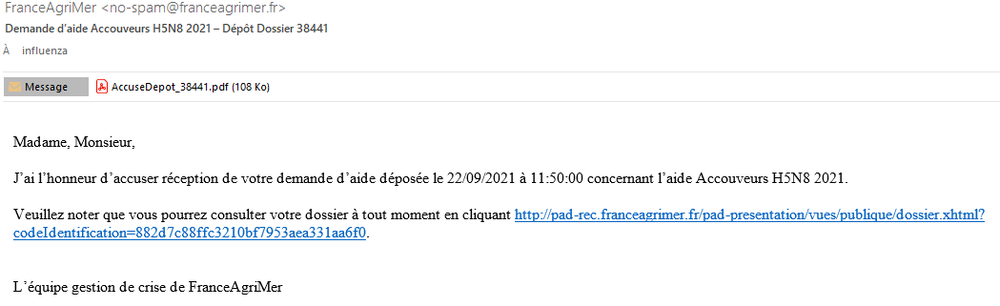 FranceAgriMer <no-spam@franceagrimer.fr>
Demande d'aide Accouveurs H5N8 2021 – Dépôt Dossier 38441
À influenza
Message AccuseDepot_38441.pdf (108 Ko)
Madame, Monsieur,
J'ai l'honneur d'accuser réception de votre demande d'aide déposée le 22/09/2021 à 11:50:00 concernant l'aide Accouveurs H5N8 2021.
Veuillez noter que vous pourrez consulter votre dossier à tout moment en cliquant http://pad-rec.franceagrimer.fr/pad-presentation/vues/publique/dossier.xhtml?
codeIdentification=882d7c88ffc3210bf7953aea331aa6f0.
L'équipe gestion de crise de FranceAgriMer